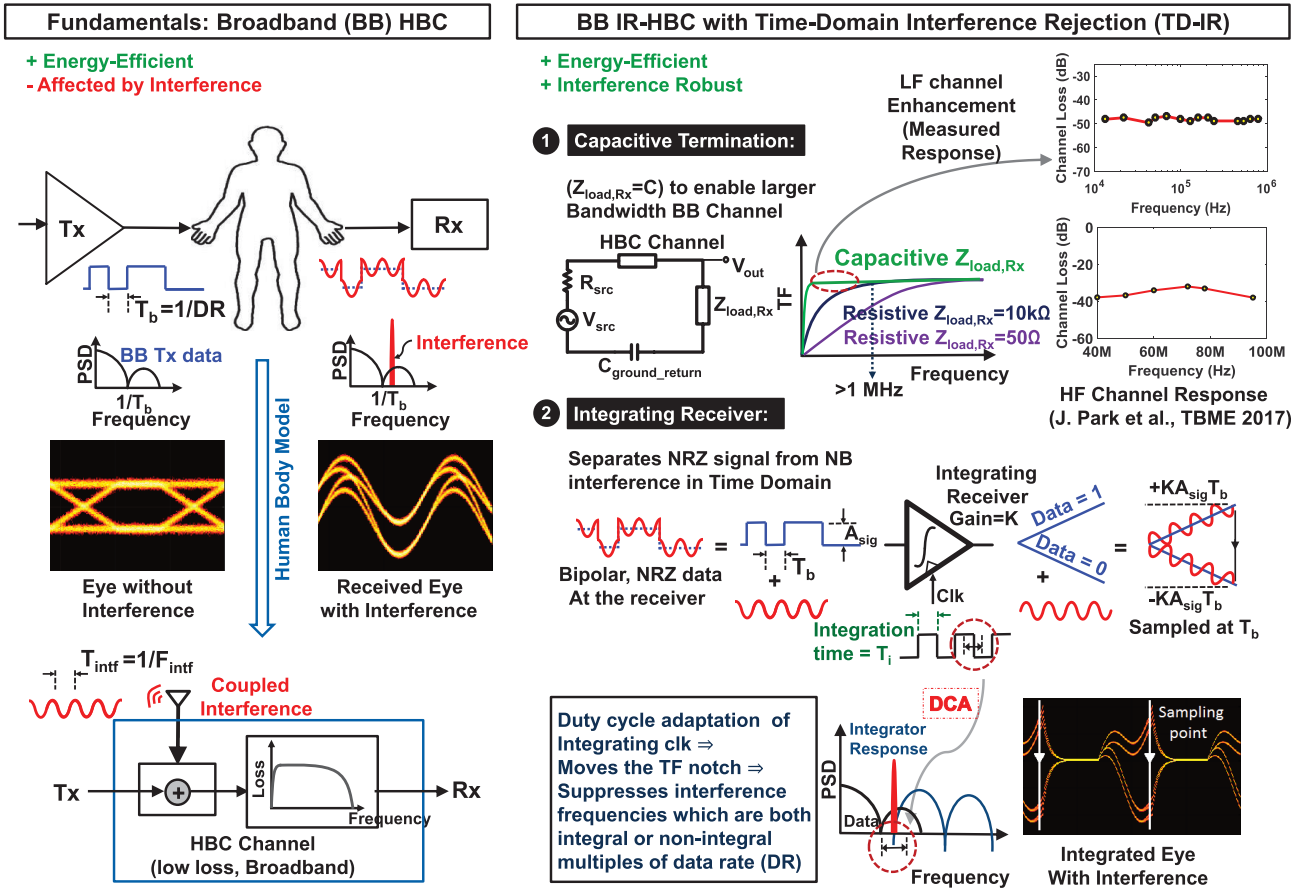 Fundamentals: Broadband (BB) HBC
+ Energy-Efficient
- Affected by Interference
Tx
Rx
T_b=1/DR
PSD
BB Tx data
1/T_b
Frequency
PSD
Interference
1/T_b
Frequency
Human Body Model
Eye without
Interference
Received Eye
with Interference
T_intf=1/F_intf
Coupled
Interference
Tx
+
Loss
Frequency
Rx
HBC Channel
(low loss, Broadband)
BB IR-HBC with Time-Domain Interference Rejection (TD-IR)
+ Energy-Efficient
+ Interference Robust
LF channel
Enhancement
(Measured
Response)
1 Capacitive Termination:
(Z_load,Rx=C) to enable larger
Bandwidth BB Channel
HBC Channel
R_src
V_src
V_out
Z_load,Rx
C_ground_return
TF
Capacitive Z_load,Rx
Resistive Z_load,Rx=10kΩ
Resistive Z_load,Rx=50Ω
Frequency
>1 MHz
Channel Loss (dB)
-30
-40
-50
-60
-70
10^4
10^5
10^6
Frequency (Hz)
Channel Loss (dB)
0
-20
-40
-60
40M
60M
80M
100M
Frequency (Hz)
HF Channel Response
(J. Park et al., TBME 2017)
2 Integrating Receiver:
Separates NRZ signal from NB
interference in Time Domain
=
A_sig
T_b
+
Bipolar, NRZ data
At the receiver
Integrating
Receiver
Gain=K
∫
Clk
Integration
time = T_i
Data = 1
Data = 0
+
=
+KA_sigT_b
-KA_sigT_b
Sampled at T_b
DCA
Duty cycle adaptation of
Integrating clk ⇒
Moves the TF notch ⇒
Suppresses interference
frequencies which are both
integral or non-integral
multiples of data rate (DR)
Integrator
Response
PSD
Data
Frequency
Sampling
point
Integrated Eye
With Interference